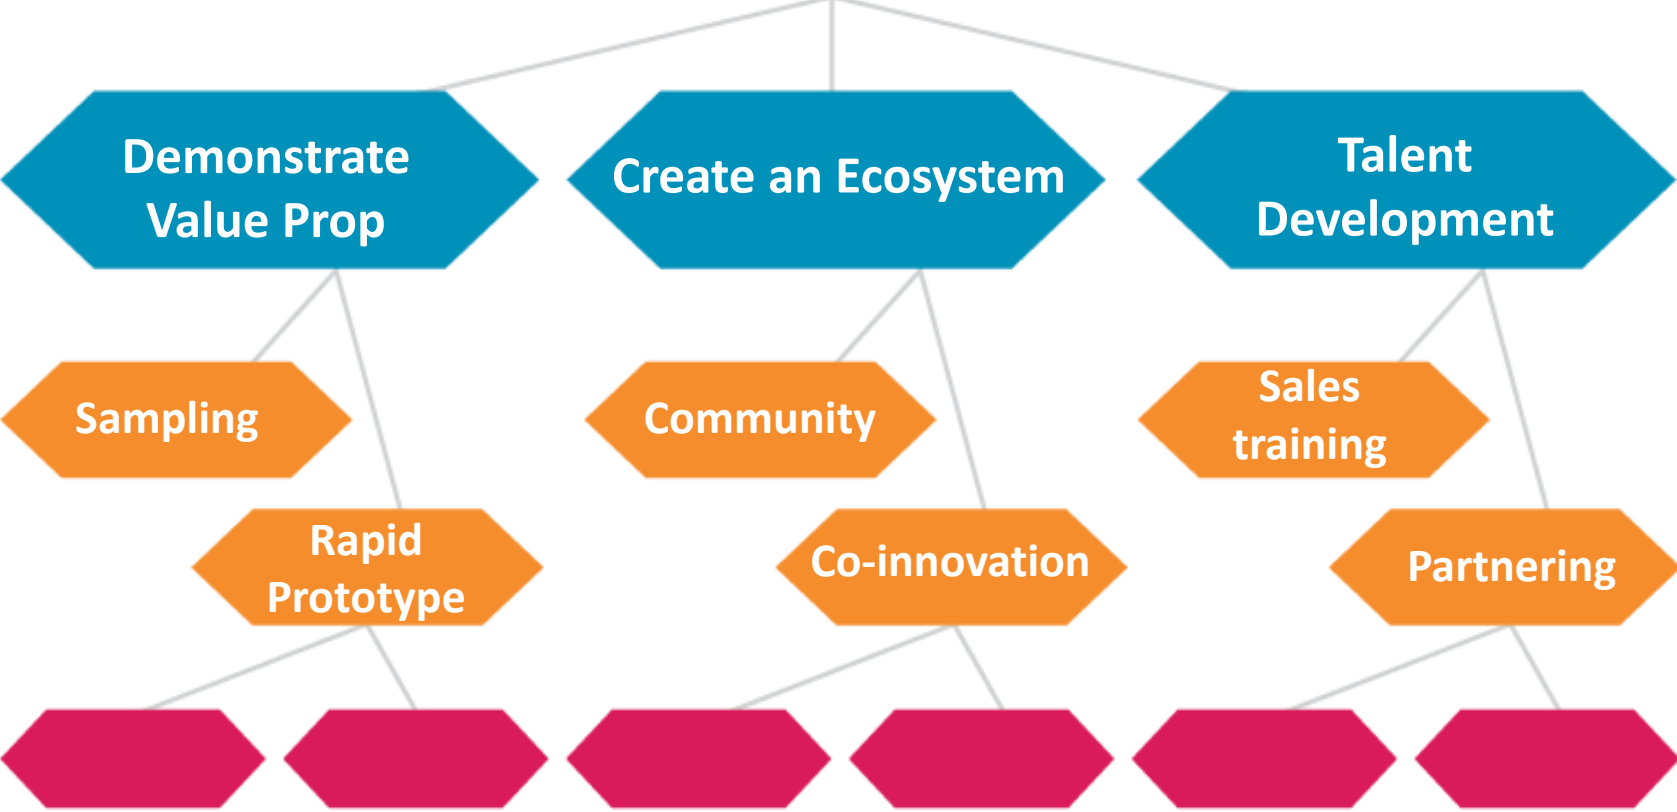 Demonstrate
Value Prop
Create an Ecosystem
Talent
Development
Sampling
Community
Sales
training
Rapid
Prototype
Co-innovation
Partnering